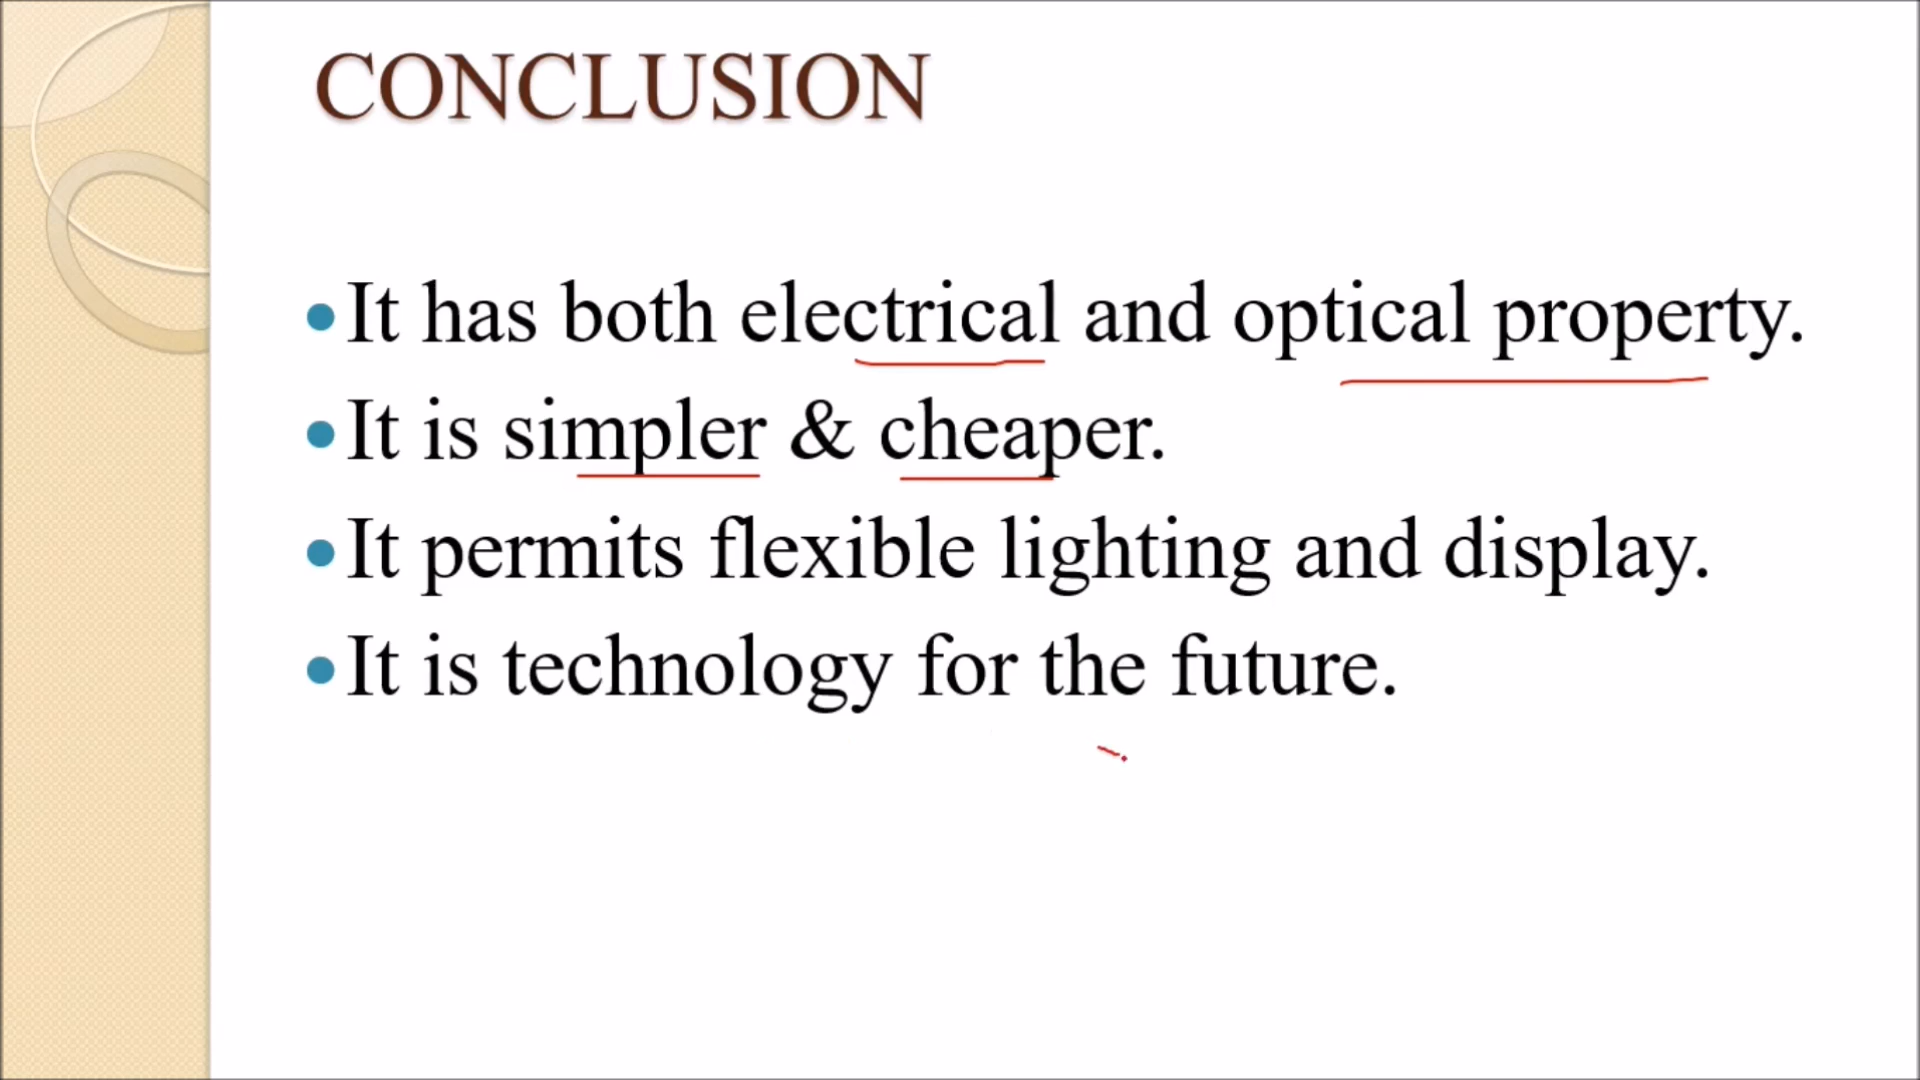 CONCLUSION
•It has both electrical and optical property.
•It is simpler & cheaper.
•It permits flexible lighting and display.
•It is technology for the future.